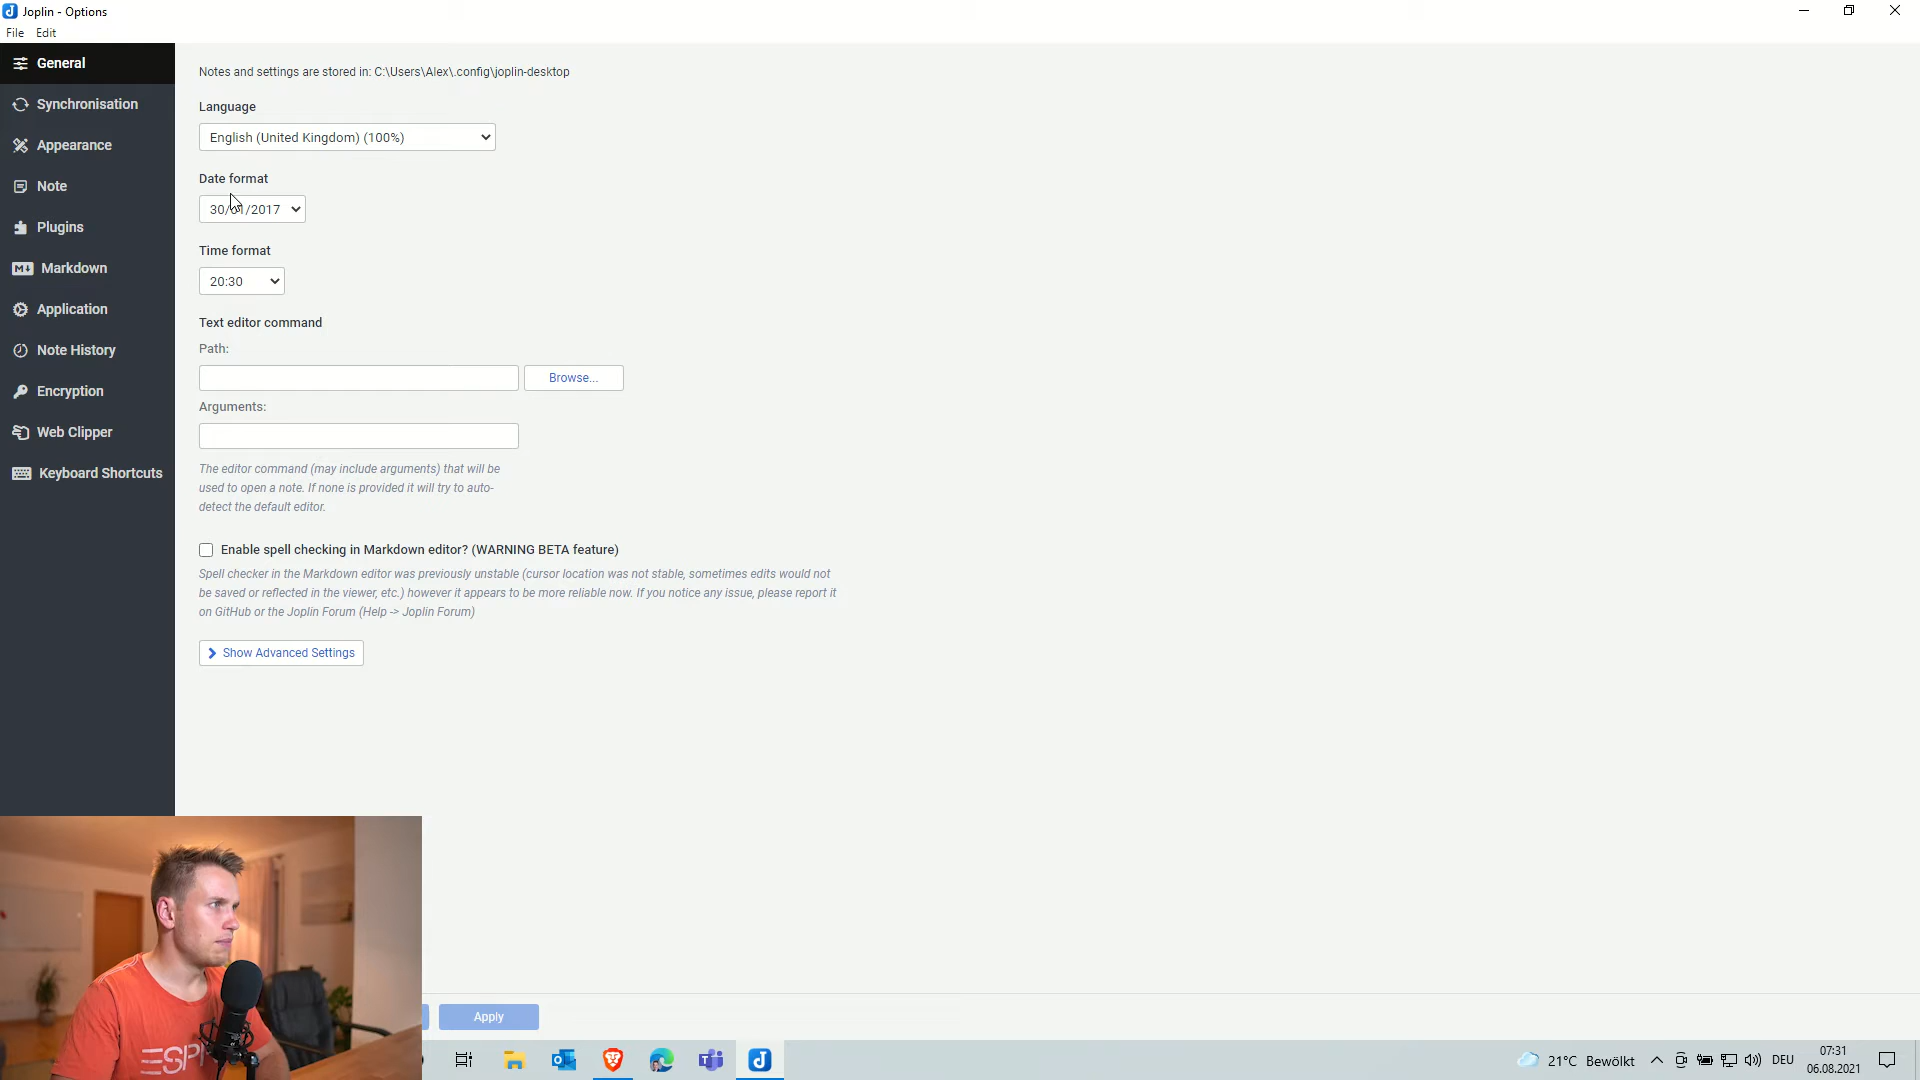 Joplin - Options
File Edit
General
Synchronisation
Appearance
Note
Plugins
Markdown
Application
Note History
Encryption
Web Clipper
Keyboard Shortcuts
Notes and settings are stored in: C:\Users\Alex\.config\joplin-desktop
Language
English (United Kingdom) (100%)
Date format
30/01/2017
Time format
20:30
Text editor command
Path:
Browse...
Arguments:
The editor command (may include arguments) that will be
used to open a note. If none is provided it will try to auto-
detect the default editor.
Enable spell checking in Markdown editor? (WARNING BETA feature)
Spell checker in the Markdown editor was previously unstable (cursor location was not stable, sometimes edits would not
be saved or reflected in the viewer, etc.) however it appears to be more reliable now. If you notice any issue, please report it
on GitHub or the Joplin Forum (Help -> Joplin Forum)
Show Advanced Settings
Apply
21°C Bewölkt
DEU
07:31
06.08.2021